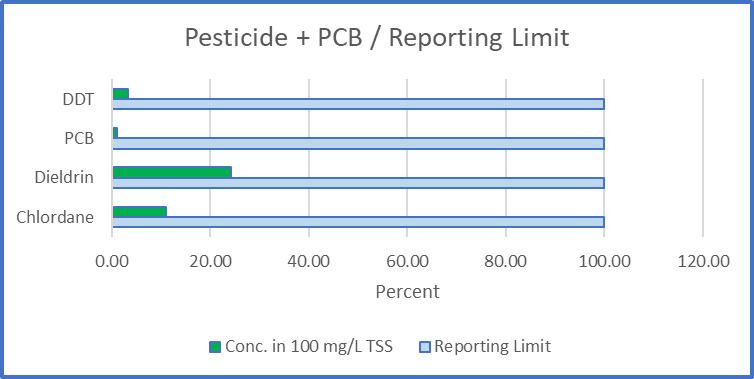 Pesticide + PCB / Reporting Limit
DDT
PCB
Dieldrin
Chlordane
0.00 20.00 40.00 60.00 80.00 100.00 120.00
Percent
Conc. in 100 mg/L TSS Reporting Limit